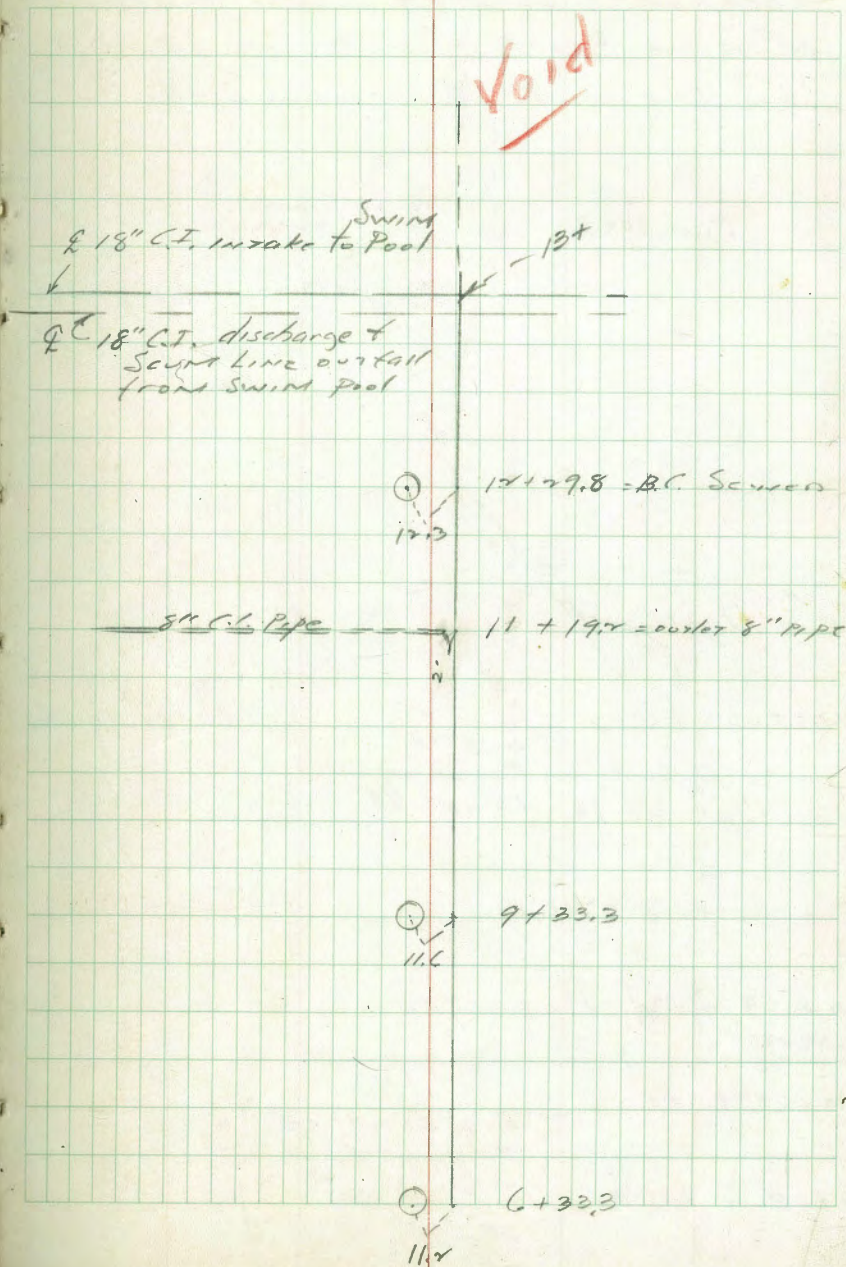 Void
Swim
℄ 18" C.I. Intake to Pool
13+
℄ 18" C.I. discharge +
Scum Line outfall
from Swim Pool
12+29.8 = B.C. Sewer
12.3
8" C.I. Pipe
11 + 19.2 = outlet 8" Pipe
2'
9+33.3
11.6
6+33.3
11.2